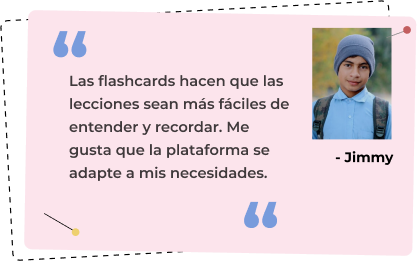 Las flashcards hacen que las
lecciones sean más fáciles de
entender y recordar. Me
gusta que la plataforma se
adapte a mis necesidades.
- Jimmy